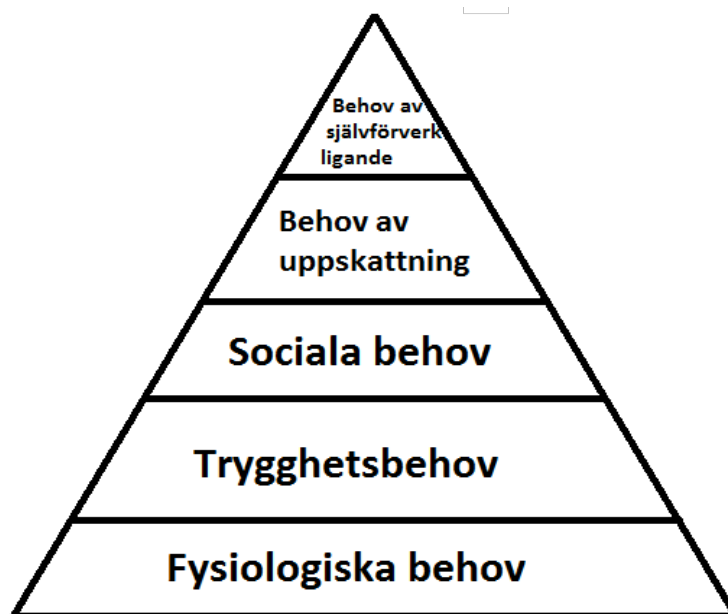 Behov av
självförverk
ligande
Behov av
uppskattning
Sociala behov
Trygghetsbehov
Fysiologiska behov